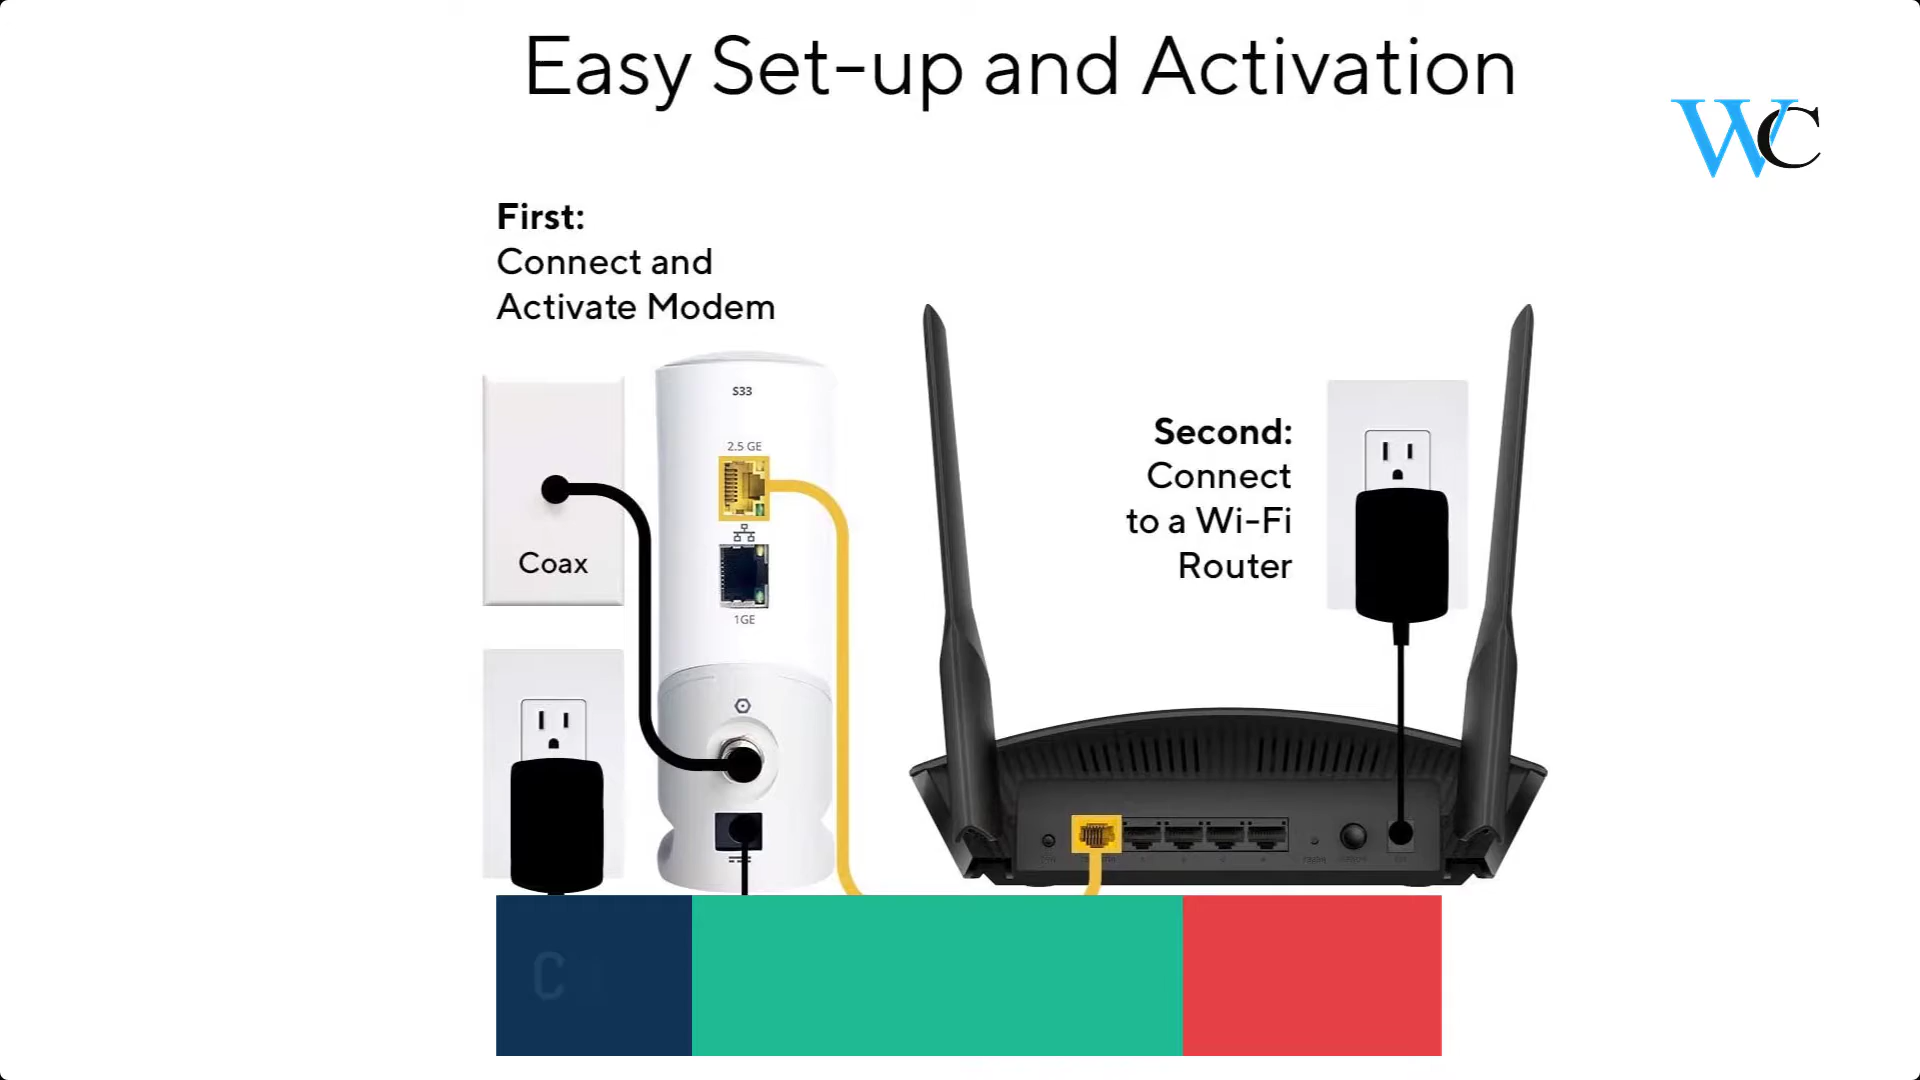 Easy Set-up and Activation
WC
First:
Connect and
Activate Modem
S33
2.5 GE
Second:
Connect
to a Wi-Fi
Router
Coax
1GE
C